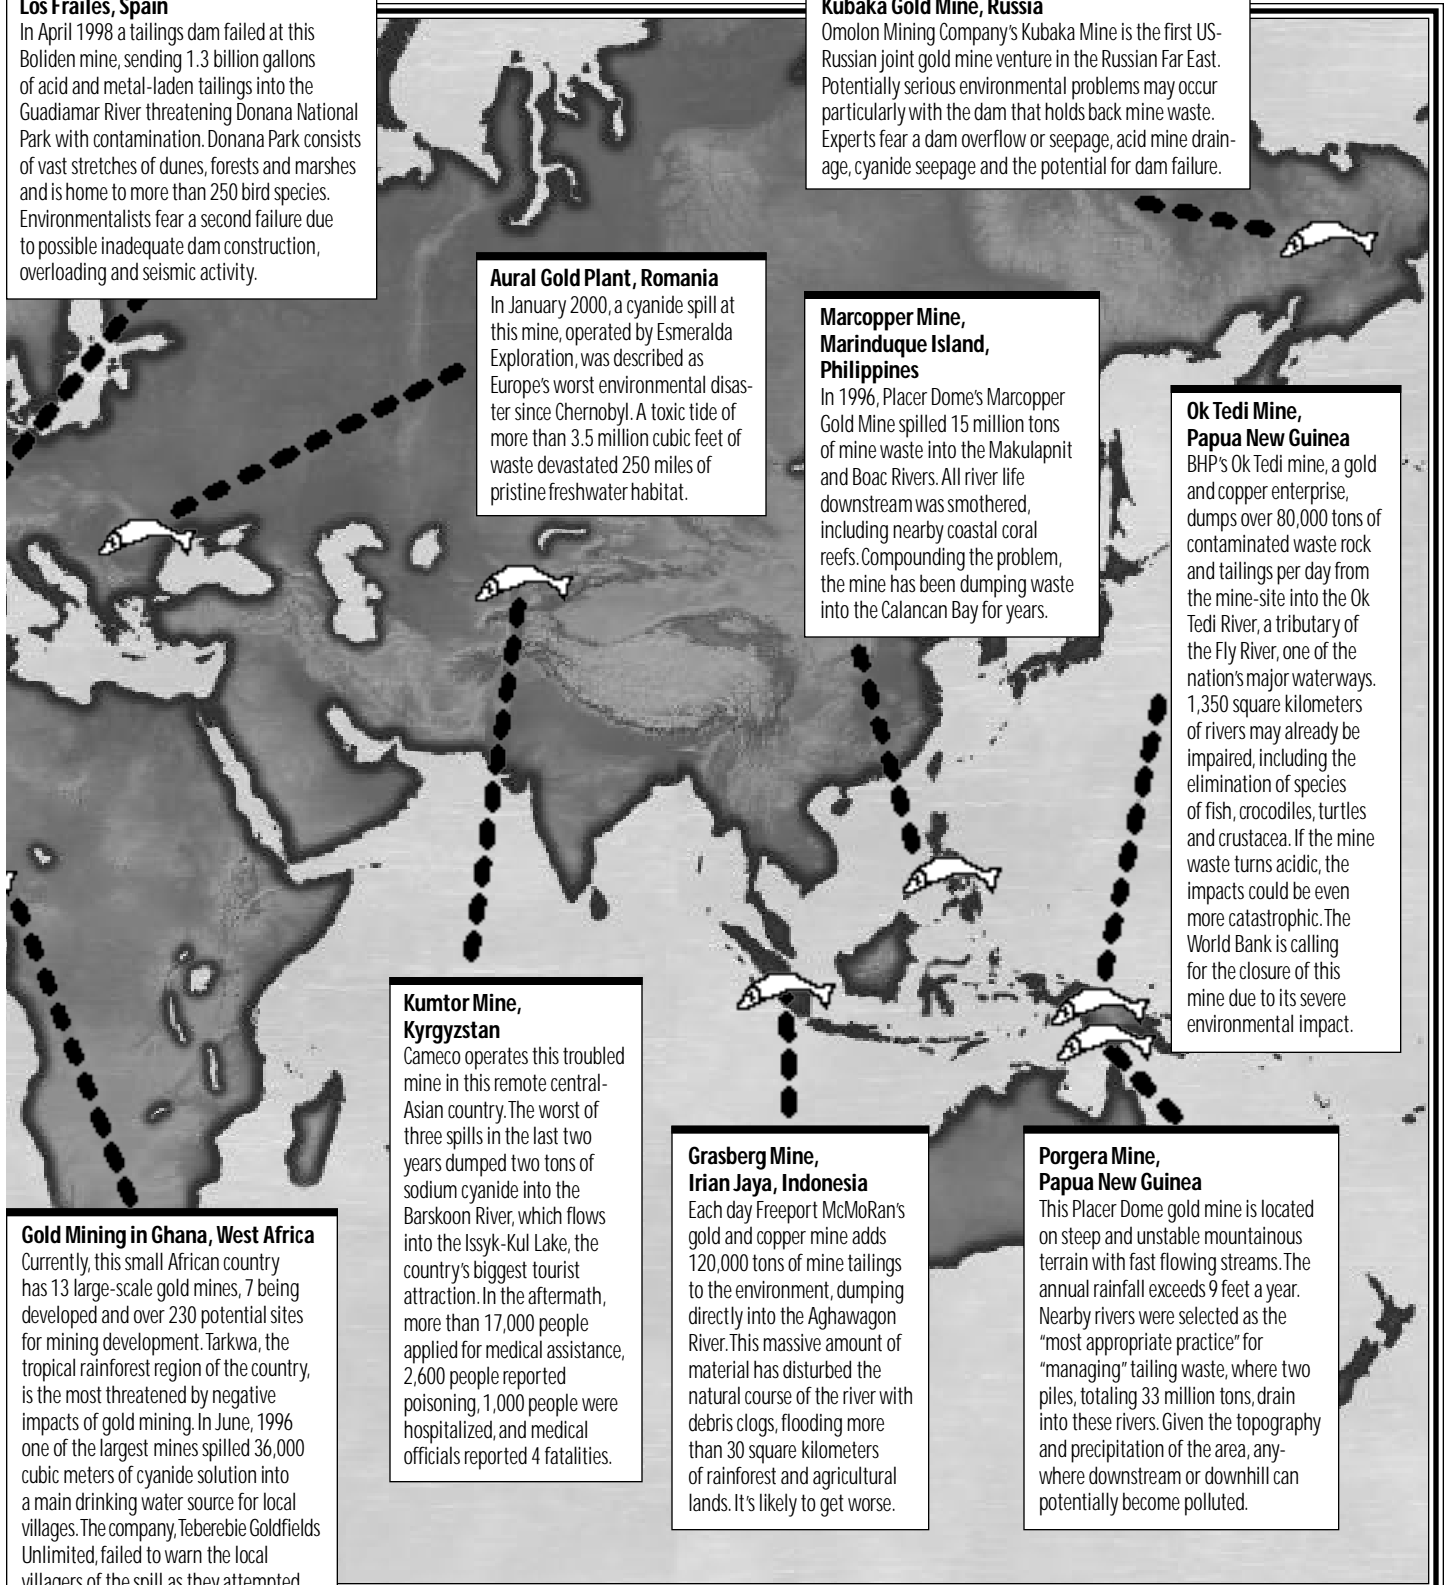 Los Frailes, Spain
In April 1998 a tailings dam failed at this
Boliden mine, sending 1.3 billion gallons
of acid and metal-laden tailings into the
Guadiamar River threatening Donana National
Park with contamination. Donana Park consists
of vast stretches of dunes, forests and marshes
and is home to more than 250 bird species.
Environmentalists fear a second failure due
to possible inadequate dam construction,
overloading and seismic activity.
Kubaka Gold Mine, Russia
Omolon Mining Company's Kubaka Mine is the first US-
Russian joint gold mine venture in the Russian Far East.
Potentially serious environmental problems may occur
particularly with the dam that holds back mine waste.
Experts fear a dam overflow or seepage, acid mine drain-
age, cyanide seepage and the potential for dam failure.
Aural Gold Plant, Romania
In January 2000, a cyanide spill at
this mine, operated by Esmeralda
Exploration, was described as
Europe's worst environmental disas-
ter since Chernobyl. A toxic tide of
more than 3.5 million cubic feet of
waste devastated 250 miles of
pristine freshwater habitat.
Marcopper Mine,
Marinduque Island,
Philippines
In 1996, Placer Dome's Marcopper
Gold Mine spilled 15 million tons
of mine waste into the Makulapnit
and Boac Rivers. All river life
downstream was smothered,
including nearby coastal coral
reefs. Compounding the problem,
the mine has been dumping waste
into the Calancan Bay for years.
Ok Tedi Mine,
Papua New Guinea
BHP's Ok Tedi mine, a gold
and copper enterprise,
dumps over 80,000 tons of
contaminated waste rock
and tailings per day from
the mine-site into the Ok
Tedi River, a tributary of
the Fly River, one of the
nation's major waterways.
1,350 square kilometers
of rivers may already be
impaired, including the
elimination of species
of fish, crocodiles, turtles
and crustacea. If the mine
waste turns acidic, the
impacts could be even
more catastrophic. The
World Bank is calling
for the closure of this
mine due to its severe
environmental impact.
Kumtor Mine,
Kyrgyzstan
Cameco operates this troubled
mine in this remote central-
Asian country. The worst of
three spills in the last two
years dumped two tons of
sodium cyanide into the
Barskoon River, which flows
into the Issyk-Kul Lake, the
country's biggest tourist
attraction. In the aftermath,
more than 17,000 people
applied for medical assistance,
2,600 people reported
poisoning, 1,000 people were
hospitalized, and medical
officials reported 4 fatalities.
Grasberg Mine,
Irian Jaya, Indonesia
Each day Freeport McMoRan's
gold and copper mine adds
120,000 tons of mine tailings
to the environment, dumping
directly into the Aghawagon
River. This massive amount of
material has disturbed the
natural course of the river with
debris clogs, flooding more
than 30 square kilometers
of rainforest and agricultural
lands. It's likely to get worse.
Porgera Mine,
Papua New Guinea
This Placer Dome gold mine is located
on steep and unstable mountainous
terrain with fast flowing streams. The
annual rainfall exceeds 9 feet a year.
Nearby rivers were selected as the
"most appropriate practice" for
"managing" tailing waste, where two
piles, totaling 33 million tons, drain
into these rivers. Given the topography
and precipitation of the area, any-
where downstream or downhill can
potentially become polluted.
Gold Mining in Ghana, West Africa
Currently, this small African country
has 13 large-scale gold mines, 7 being
developed and over 230 potential sites
for mining development. Tarkwa, the
tropical rainforest region of the country,
is the most threatened by negative
impacts of gold mining. In June, 1996
one of the largest mines spilled 36,000
cubic meters of cyanide solution into
a main drinking water source for local
villages. The company, Teberebie Goldfields
Unlimited, failed to warn the local
villagers of the spill as they attempted